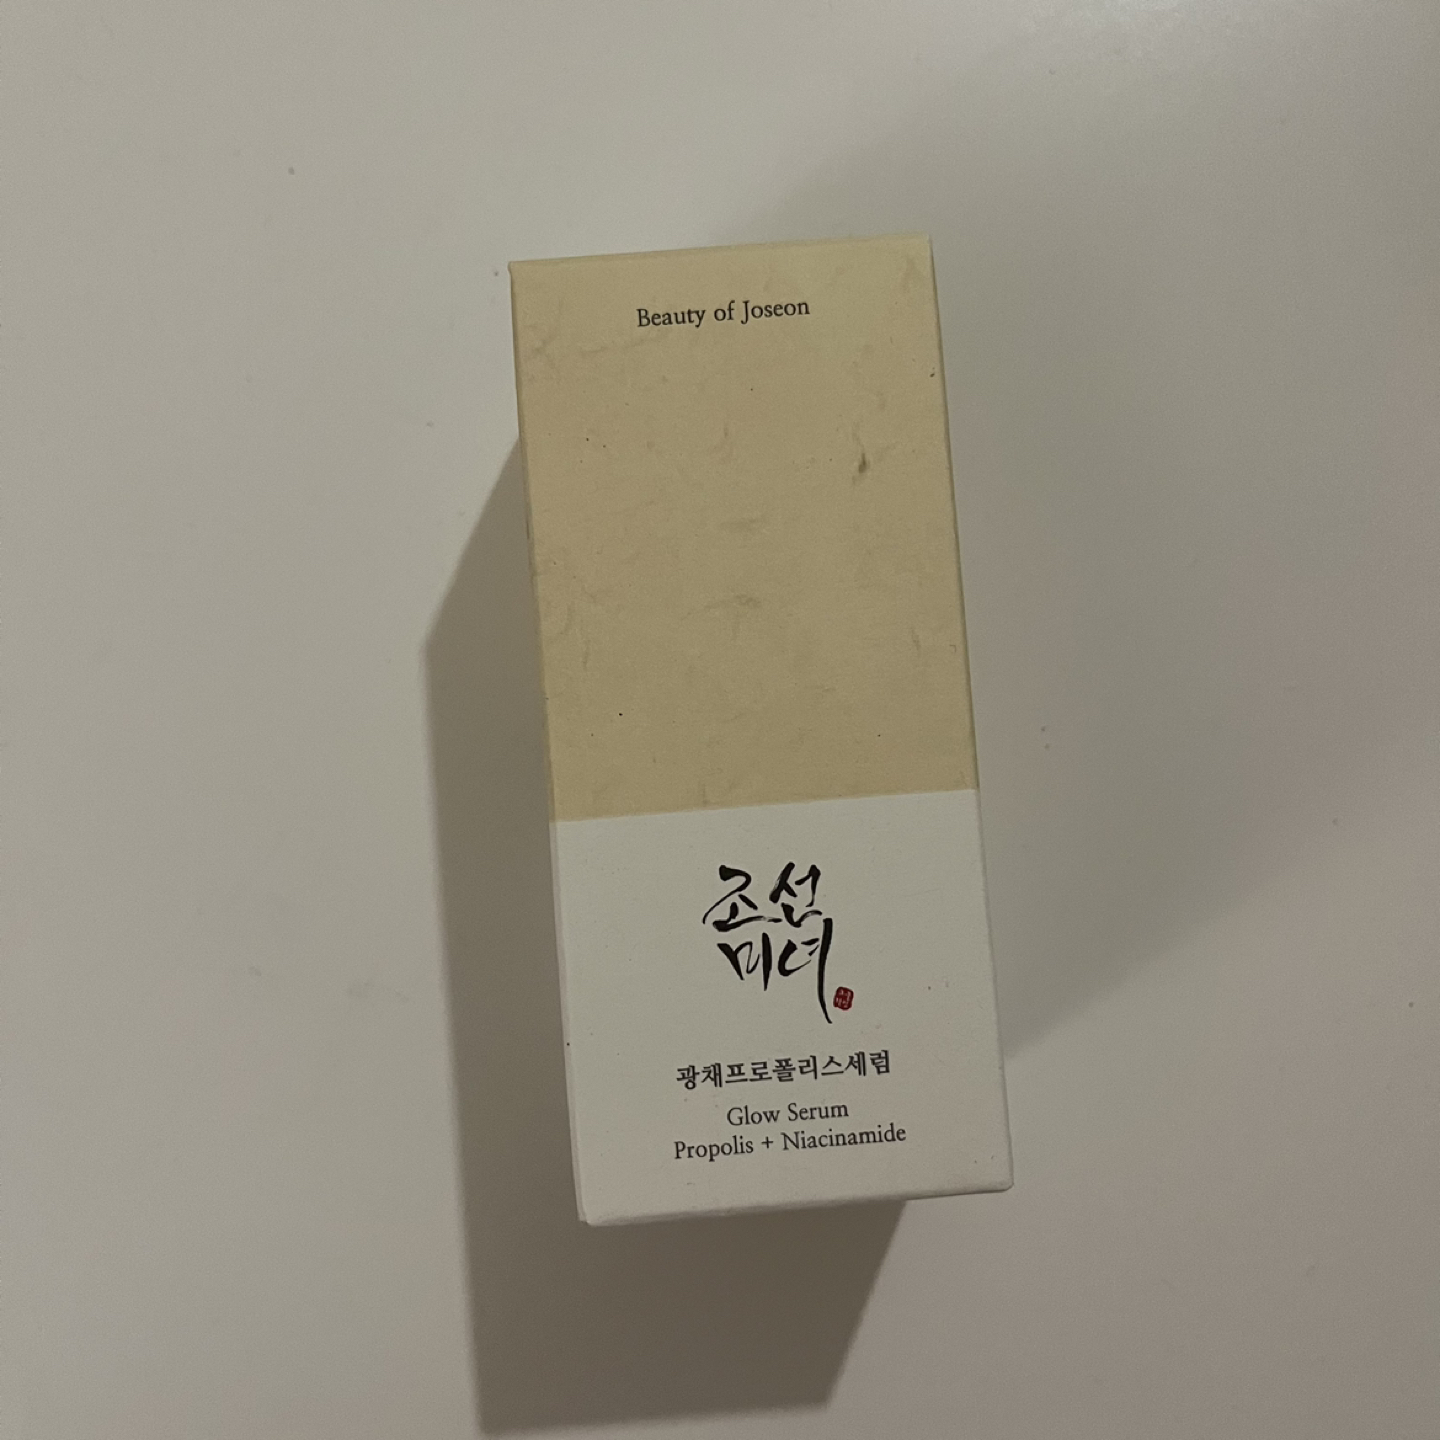 Beauty of Joseon
조선
미녀
광채프로폴리스세럼
Glow Serum
Propolis + Niacinamide